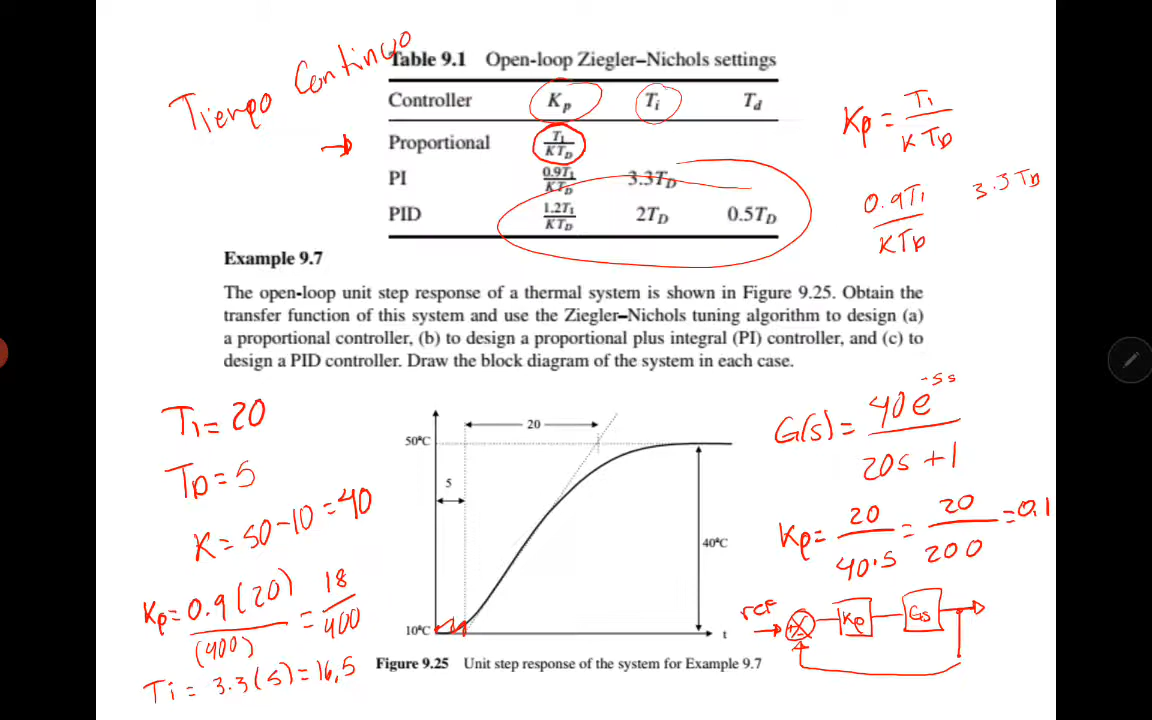 Tiempo Continuo
Table 9.1 Open-loop Ziegler–Nichols settings
Controller Kp Ti Td
Proportional T1/KTD
PI 0.9T1/KTD 3.3TD
PID 1.2T1/KTD 2TD 0.5TD
Kp = T1/K TD
0.9T1/KTD 3.3TD
Example 9.7
The open-loop unit step response of a thermal system is shown in Figure 9.25. Obtain the
transfer function of this system and use the Ziegler–Nichols tuning algorithm to design (a)
a proportional controller, (b) to design a proportional plus integral (PI) controller, and (c) to
design a PID controller. Draw the block diagram of the system in each case.
T1 = 20
TD = 5
K = 50-10 = 40
Kp = 0.9(20)/(400) = 18/400
Ti = 3.3(5) = 16.5
20
50°C
5
40°C
10°C
t
Figure 9.25 Unit step response of the system for Example 9.7
G(s) = 40e^-5s/20s+1
Kp = 20/40·5 = 20/200 = 0.1
ref
Kp
Gs